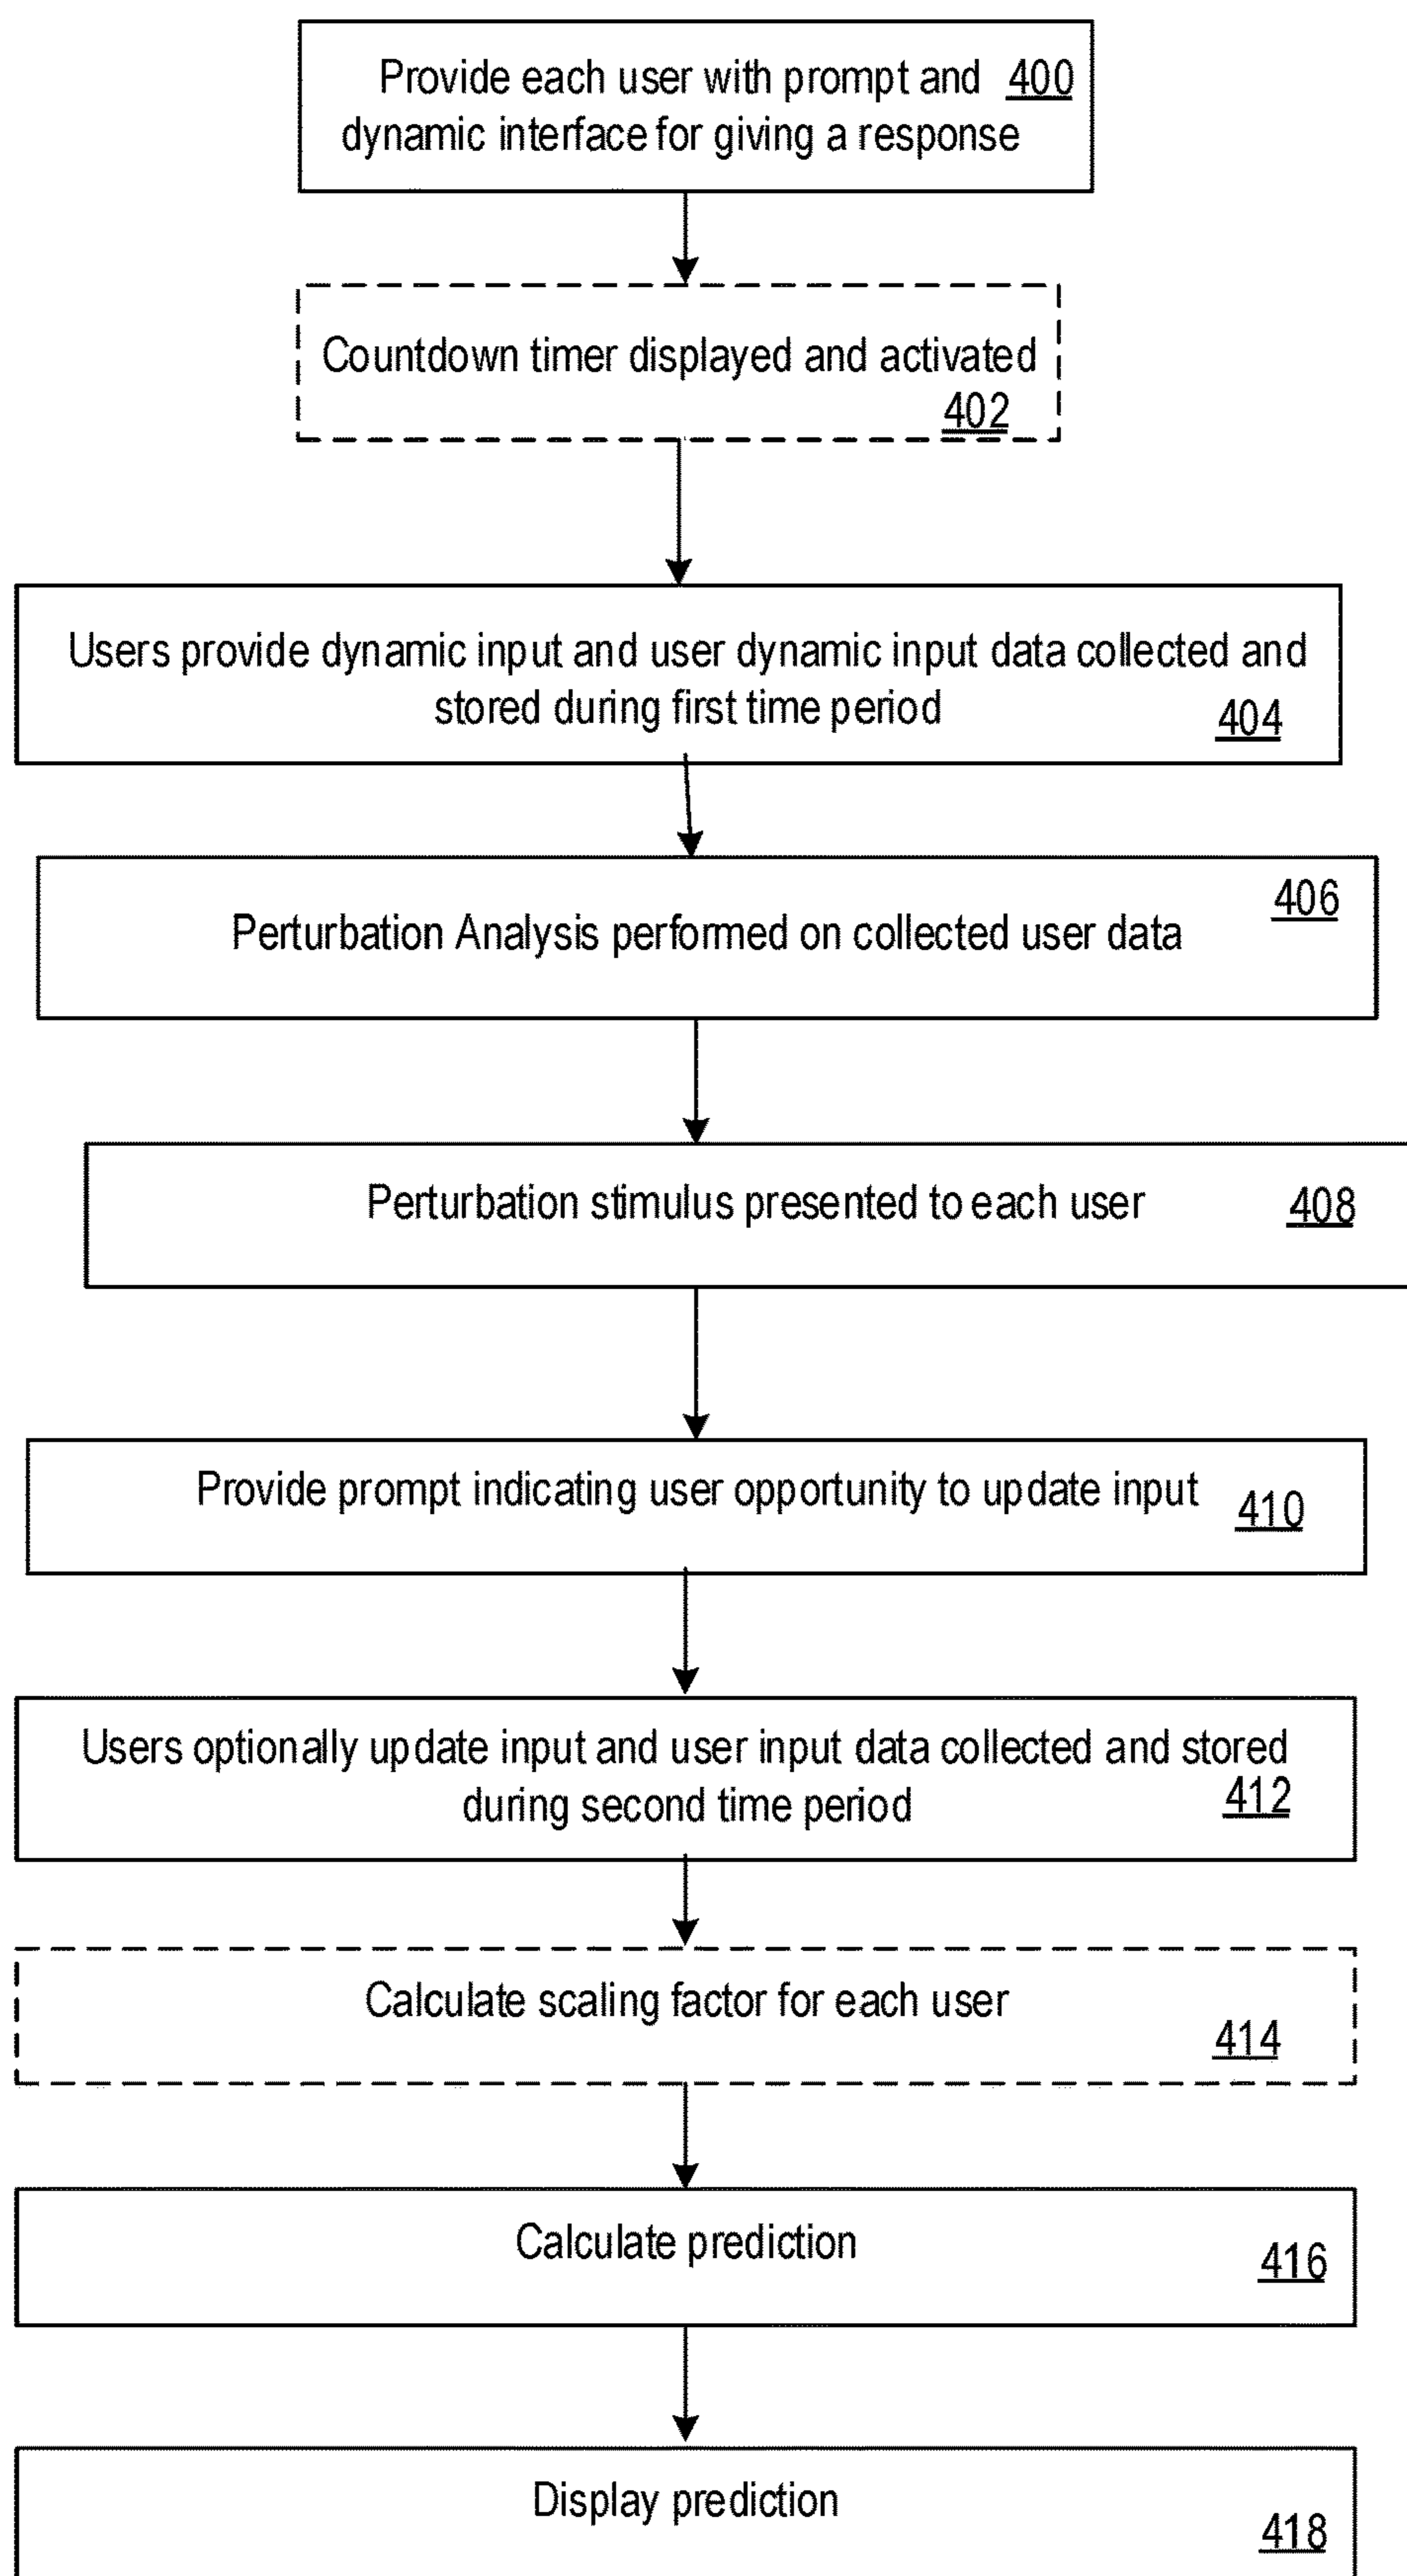 Provide each user with prompt and 400
dynamic interface for giving a response
Countdown timer displayed and activated
402
Users provide dynamic input and user dynamic input data collected and
stored during first time period 404
406
Perturbation Analysis performed on collected user data
Perturbation stimulus presented to each user 408
Provide prompt indicating user opportunity to update input 410
Users optionally update input and user input data collected and stored
during second time period 412
Calculate scaling factor for each user
414
Calculate prediction 416
Display prediction
418